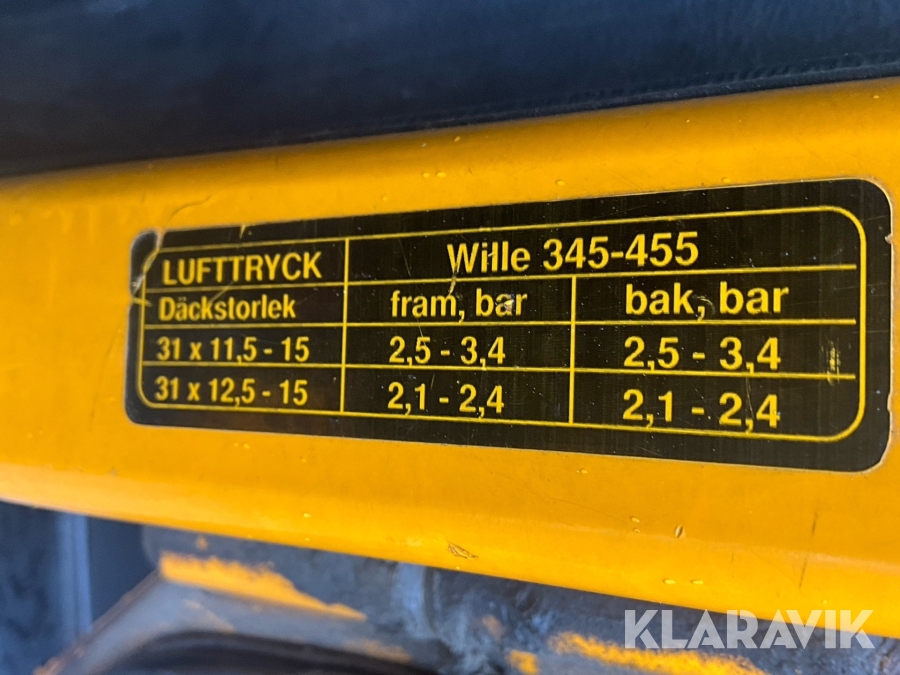 LUFTTRYCK Wille 345-455
Däckstorlek fram, bar bak, bar
31 x 11,5 - 15 2,5 - 3,4 2,5 - 3,4
31 x 12,5 - 15 2,1 - 2,4 2,1 - 2,4
KLARAVIK